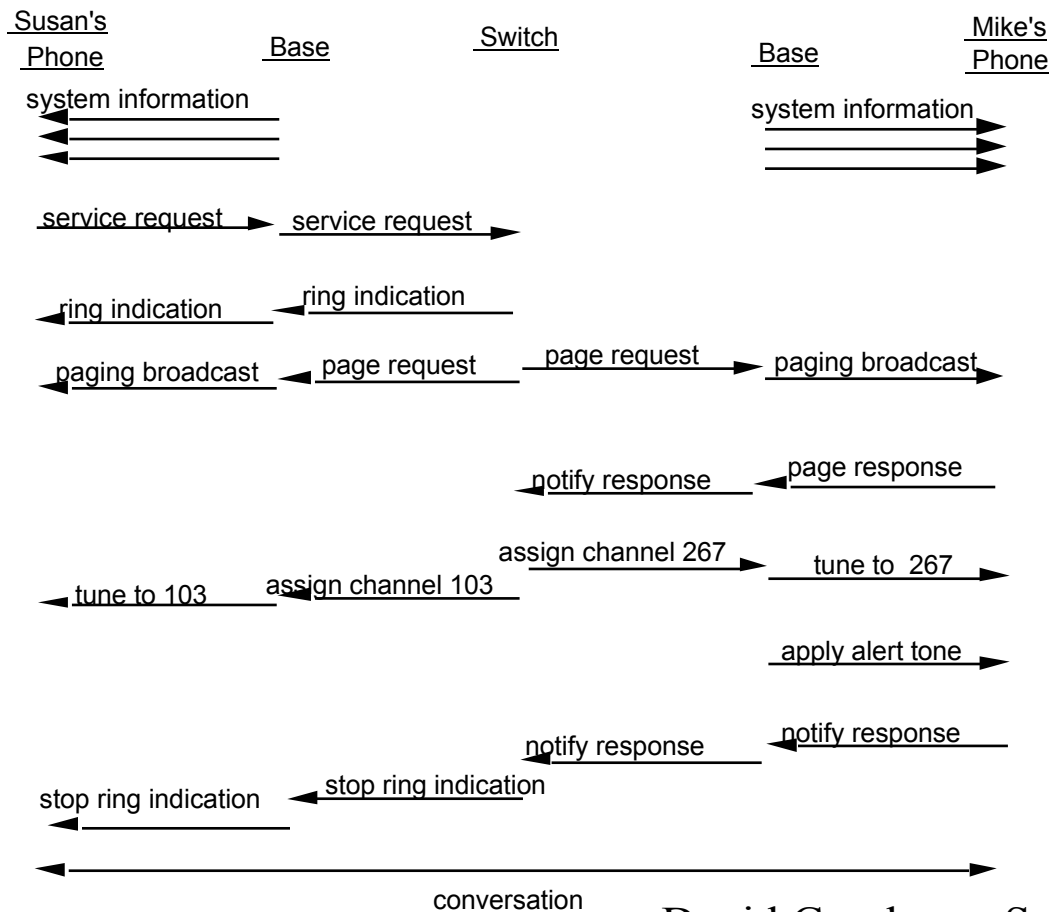 Susan's
Phone
Base
Switch
Base
Mike's
Phone
system information
system information
service request
service request
ring indication
ring indication
paging broadcast
page request
page request
paging broadcast
notify response
page response
assign channel 267
tune to 267
tune to 103
assign channel 103
apply alert tone
notify response
notify response
stop ring indication
stop ring indication
conversation